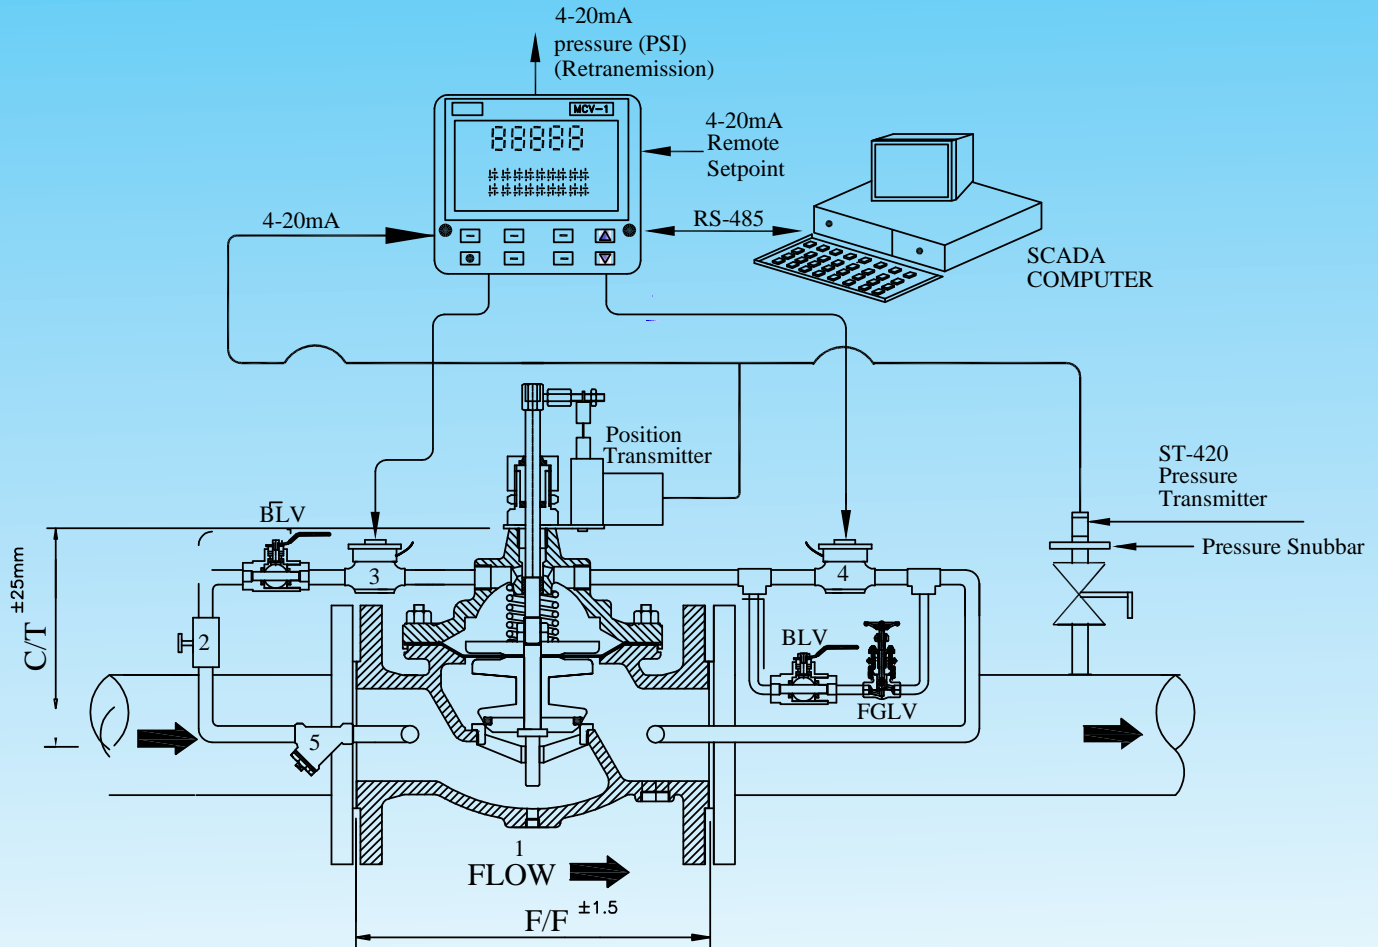 4-20mA
pressure (PSI)
(Retranemission)
MCV-1
88888
4-20mA
Remote
Setpoint
4-20mA
RS-485
SCADA
COMPUTER
Position
Transmitter
ST-420
Pressure
Transmitter
Pressure Snubbar
BLV
3
4
C/T ±25mm
2
BLV
FGLV
5
1
FLOW
F/F ±1.5